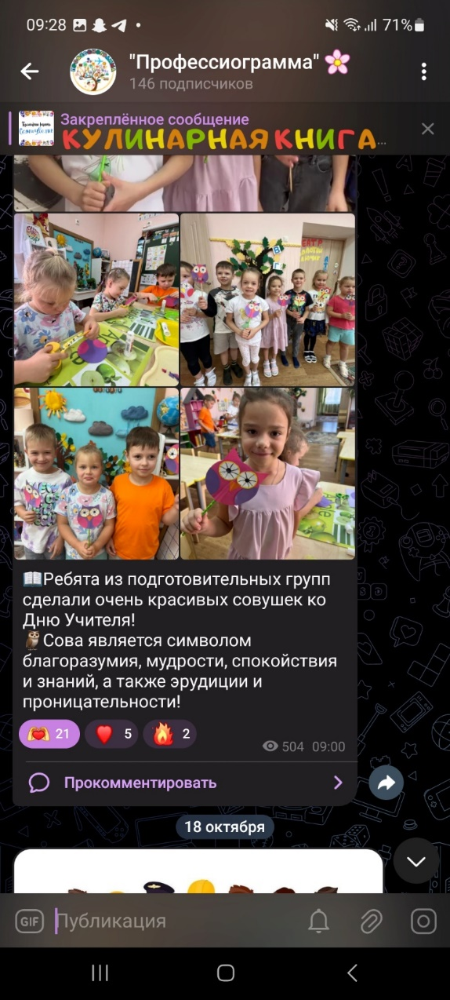 09:28
71%
"Профессиограмма"
146 подписчиков
Закреплённое сообщение
КУЛИНАРНАЯ КНИГА...
📖Ребята из подготовительных групп
сделали очень красивых совушек ко
Дню Учителя!
🦉Сова является символом
благоразумия, мудрости, спокойствия
и знаний, а также эрудиции и
проницательности!
21
5
2
504 09:00
Прокомментировать
18 октября
GIF
Публикация